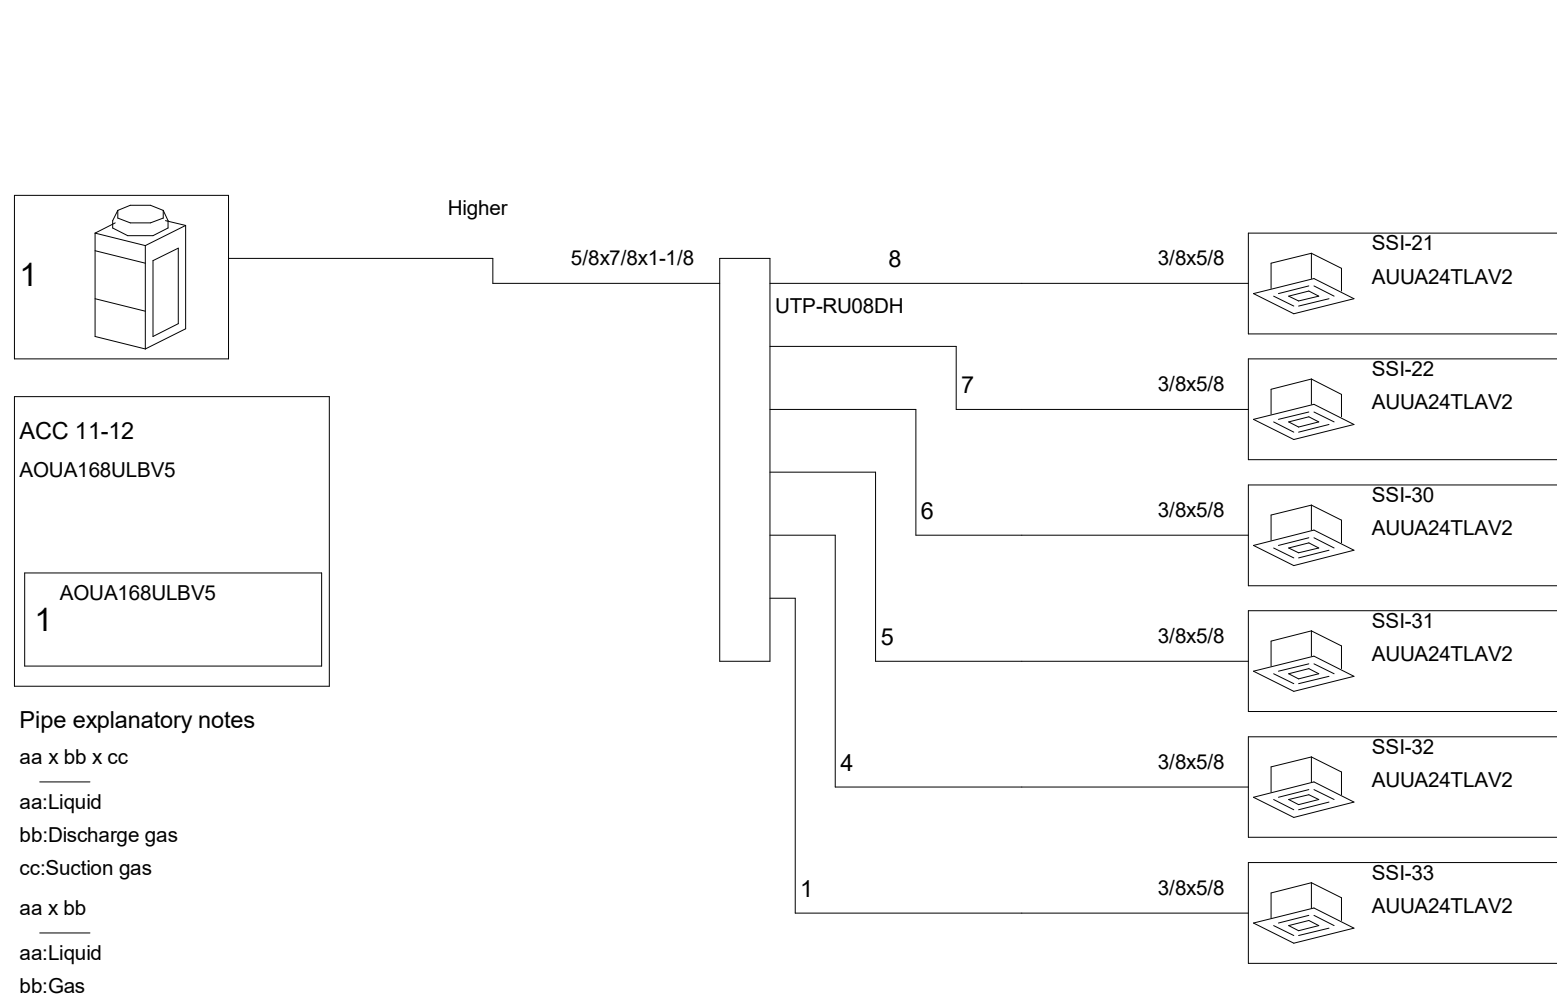 Higher
1
5/8x7/8x1-1/8
8
3/8x5/8
SSI-21
AUUA24TLAV2
UTP-RU08DH
7
3/8x5/8
SSI-22
AUUA24TLAV2
ACC 11-12
AOUA168ULBV5
6
3/8x5/8
SSI-30
AUUA24TLAV2
AOUA168ULBV5
1
5
3/8x5/8
SSI-31
AUUA24TLAV2
4
3/8x5/8
SSI-32
AUUA24TLAV2
1
3/8x5/8
SSI-33
AUUA24TLAV2
Pipe explanatory notes
aa x bb x cc
aa:Liquid
bb:Discharge gas
cc:Suction gas
aa x bb
aa:Liquid
bb:Gas